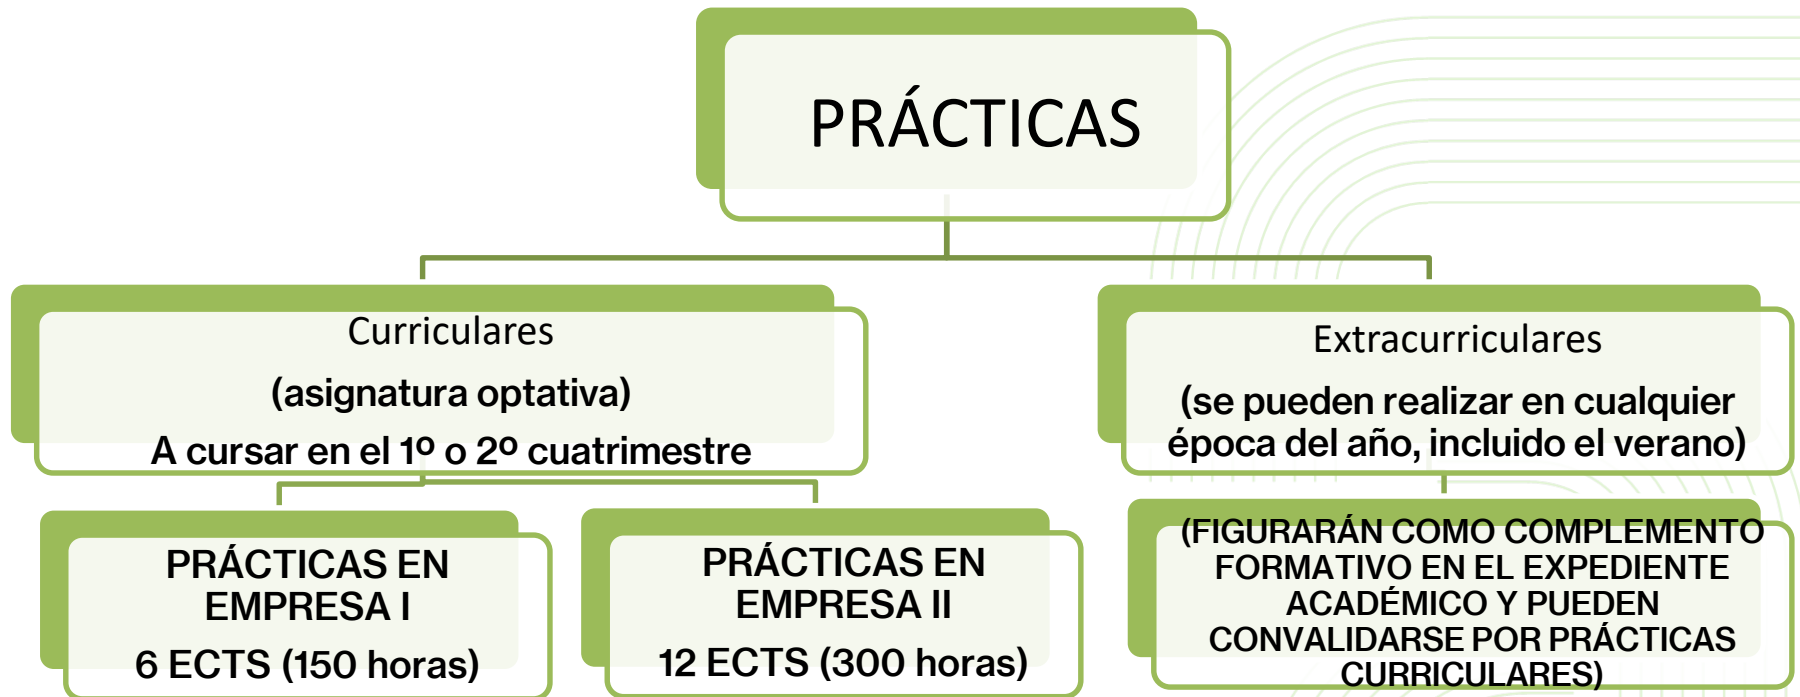 PRÁCTICAS
Curriculares
(asignatura optativa)
A cursar en el 1º o 2º cuatrimestre
Extracurriculares
(se pueden realizar en cualquier
época del año, incluido el verano)
PRÁCTICAS EN
EMPRESA I
6 ECTS (150 horas)
PRÁCTICAS EN
EMPRESA II
12 ECTS (300 horas)
(FIGURARÁN COMO COMPLEMENTO
FORMATIVO EN EL EXPEDIENTE
ACADÉMICO Y PUEDEN
CONVALIDARSE POR PRÁCTICAS
CURRICULARES)